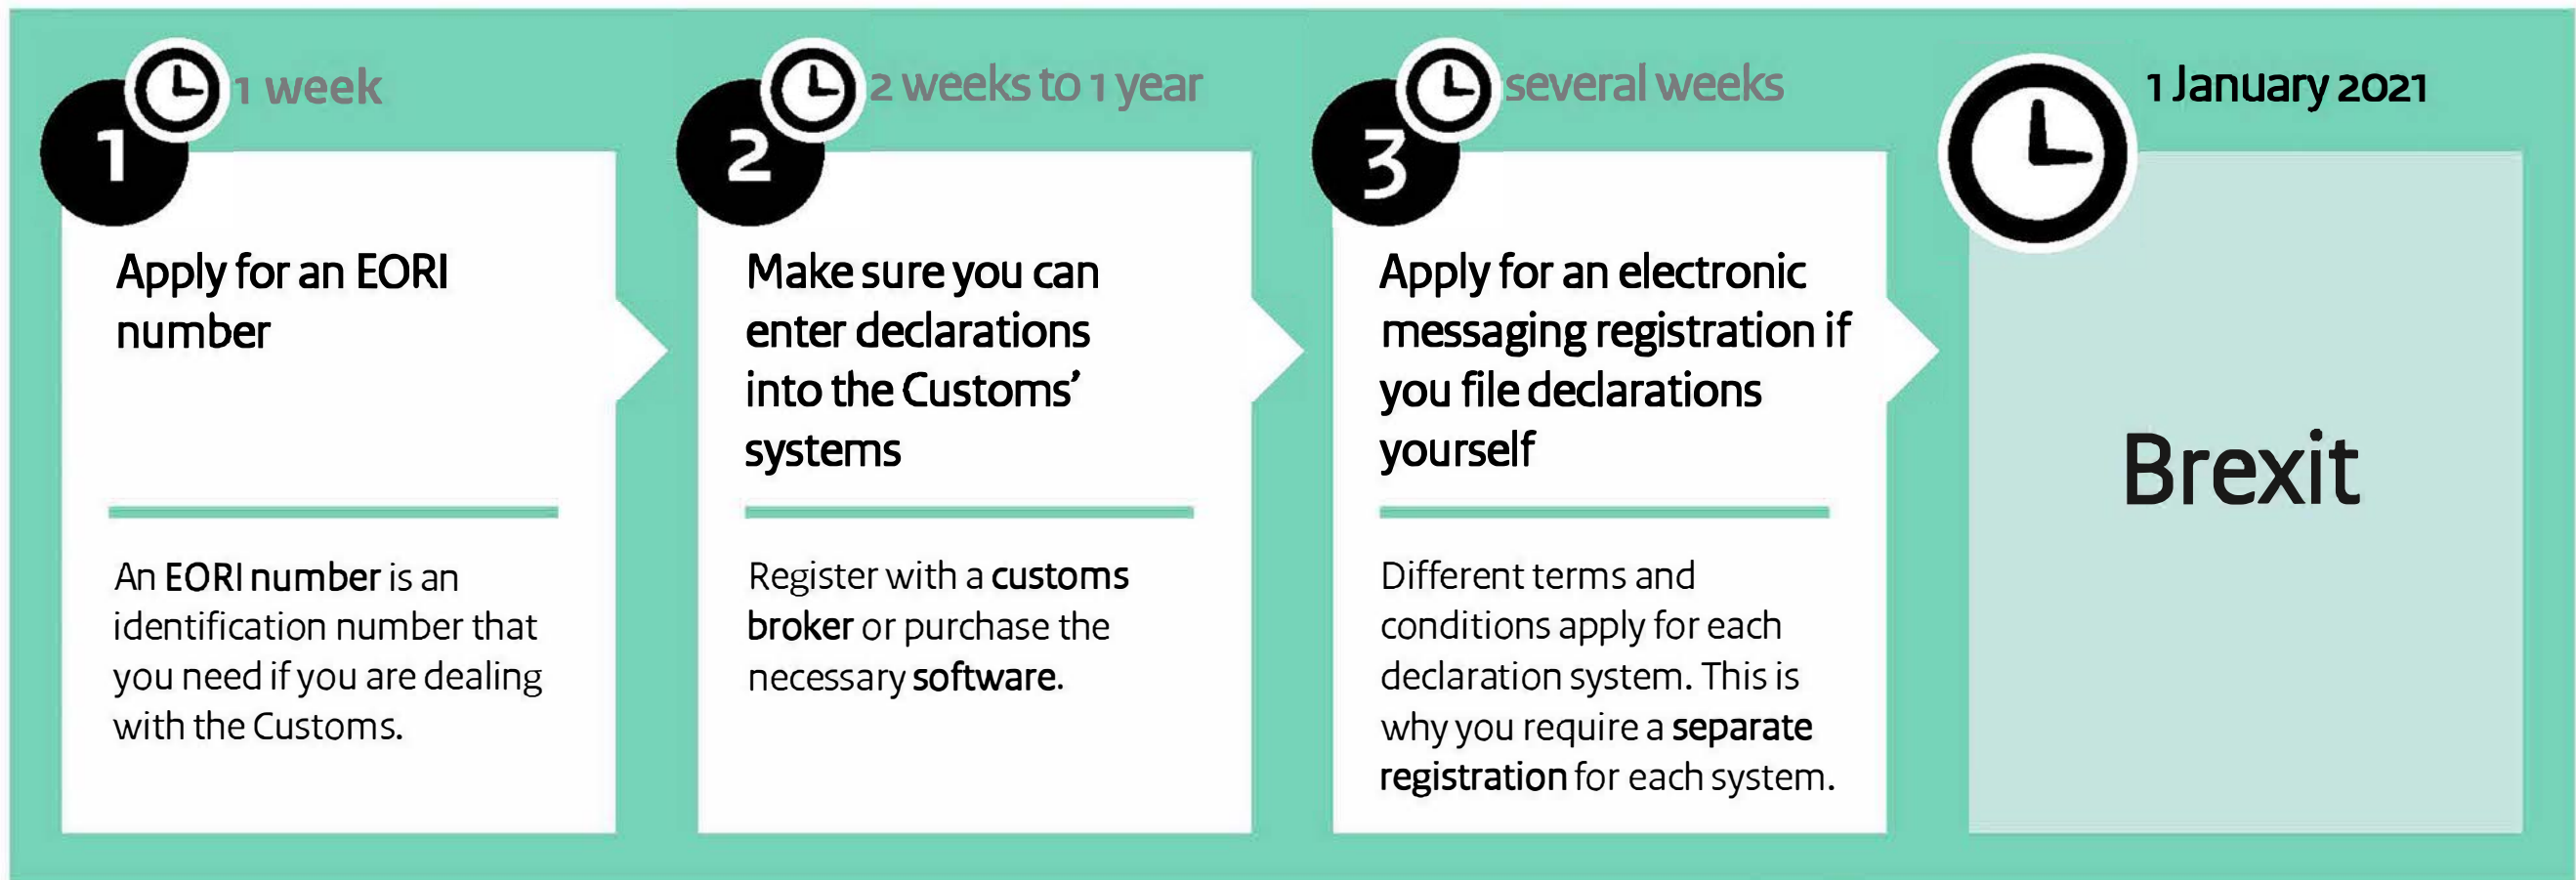 1
1 week
Apply for an EORI
number
An EORI number is an
identification number that
you need if you are dealing
with the Customs.
2
2 weeks to 1 year
Make sure you can
enter declarations
into the Customs’
systems
Register with a customs
broker or purchase the
necessary software.
3
several weeks
Apply for an electronic
messaging registration if
you file declarations
yourself
Different terms and
conditions apply for each
declaration system. This is
why you require a separate
registration for each system.
1 January 2021
Brexit